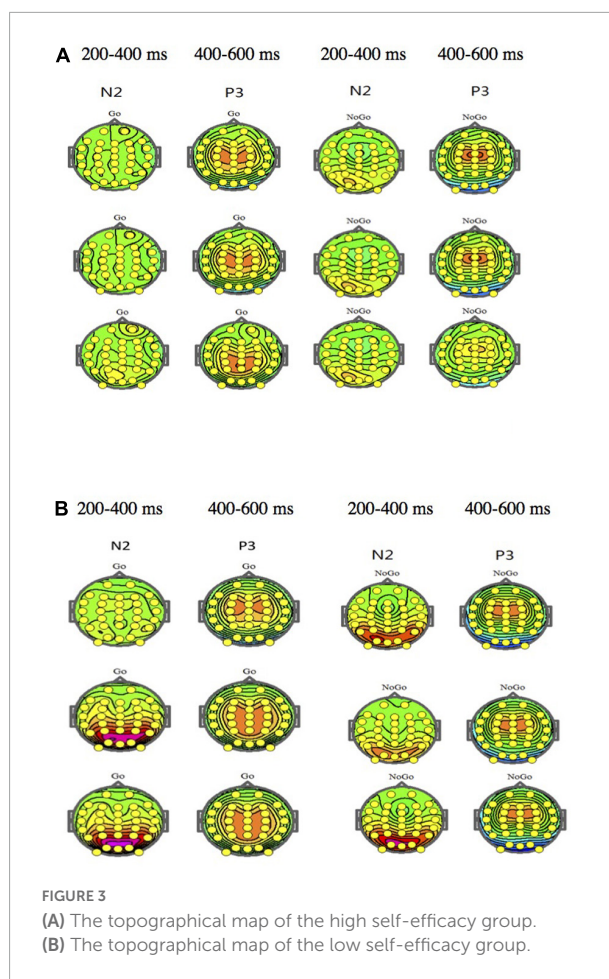 A 200-400 ms 400-600 ms 200-400 ms 400-600 ms
N2 P3 N2 P3
Go Go NoGo NoGo
Go Go NoGo NoGo
Go Go NoGo NoGo
B 200-400 ms 400-600 ms 200-400 ms 400-600 ms
N2 P3 N2 P3
Go Go NoGo NoGo
Go Go NoGo NoGo
Go Go NoGo NoGo
FIGURE 3
(A) The topographical map of the high self-efficacy group.
(B) The topographical map of the low self-efficacy group.